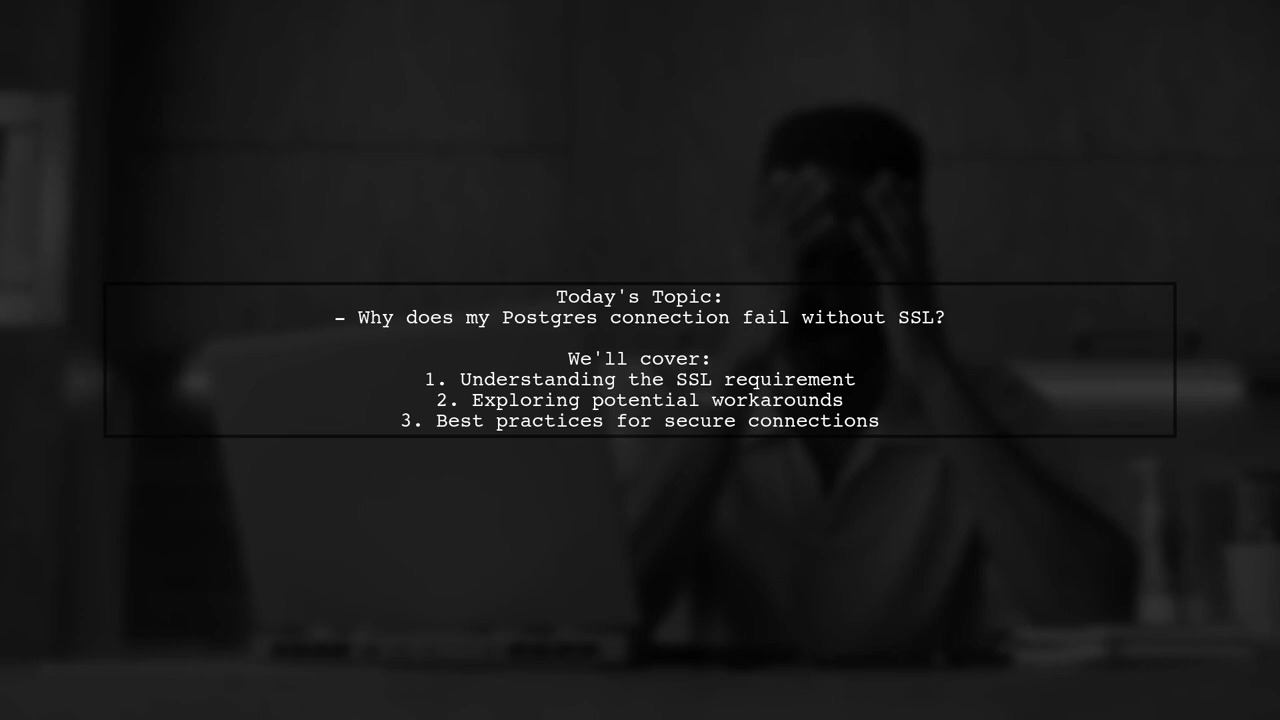 Today's Topic:
- Why does my Postgres connection fail without SSL?
We'll cover:
1. Understanding the SSL requirement
2. Exploring potential workarounds
3. Best practices for secure connections